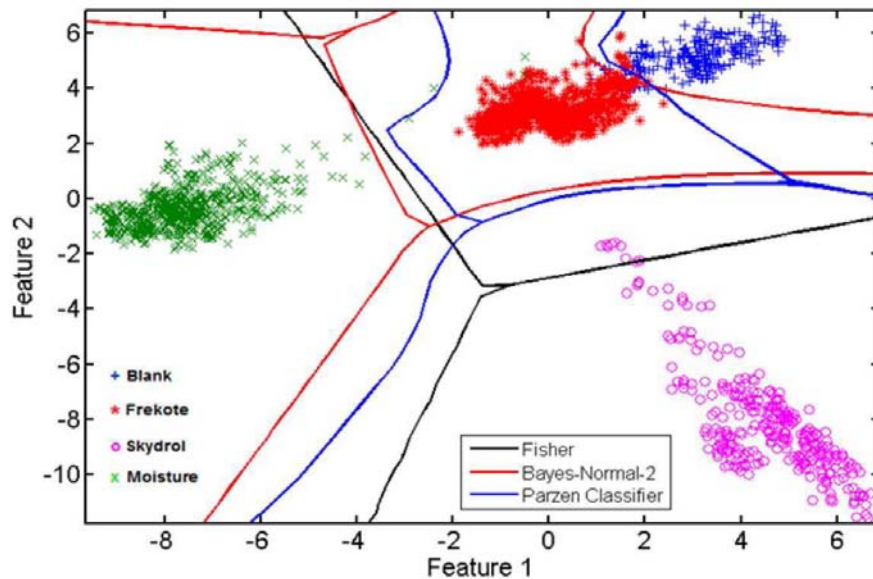 6
4
2
0
-2
-4
-6
-8
-10
Feature 2
Blank
Frekote
Skydrol
Moisture
Fisher
Bayes-Normal-2
Parzen Classifier
-8 -6 -4 -2 0 2 4 6
Feature 1